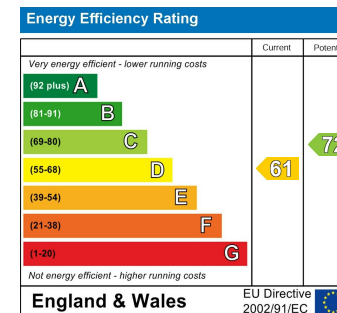 Energy Efficiency Rating
Current Poten
Very energy efficient - lower running costs
(92 plus) A
(81-91) B
(69-80) C 72
(55-68) D 61
(39-54) E
(21-38) F
(1-20) G
Not energy efficient - higher running costs
England & Wales
EU Directive
2002/91/EC